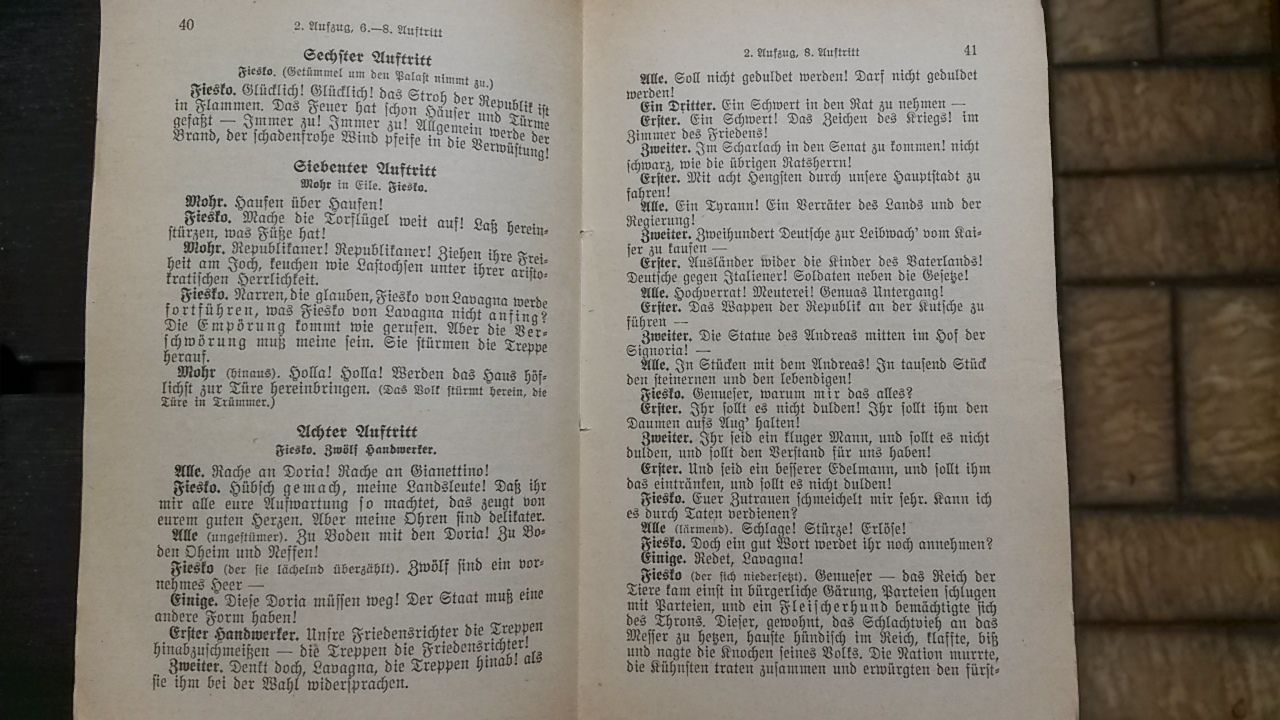 40
2. Aufzug, 6.—8. Auftritt
Sechster Auftritt
Fiesko. (Getümmel um den Palast nimmt zu.)
Fiesko. Glücklich! Glücklich! das Stroh der Republik ist
in Flammen. Das Feuer hat schon Häuser und Türme
gefaßt — Immer zu! Immer zu! Allgemein werde der
Brand, der schadenfrohe Wind pfeife in die Verwüstung!
Siebenter Auftritt
Mohr in Eile. Fiesko.
Mohr. Haufen über Haufen!
Fiesko. Mache die Torflügel weit auf! Laß herein-
stürzen, was Füße hat!
Mohr. Republikaner! Republikaner! Ziehen ihre Frei-
heit am Joch, keuchen wie Lastochsen unter ihrer aristo-
kratischen Herrlichkeit.
Fiesko. Narren, die glauben, Fiesko von Lavagna werde
fortführen, was Fiesko von Lavagna nicht anfing?
Die Empörung kommt wie gerufen. Aber die Ver-
schwörung muß meine sein. Sie stürmen die Treppe
herauf.
Mohr (hinaus). Holla! Holla! Werden das Haus höf-
lichst zur Türe hereinbringen. (Das Volk stürmt herein, die
Türe in Trümmer.)
Achter Auftritt
Fiesko. Zwölf Handwerker.
Alle. Rache an Doria! Rache an Gianettino!
Fiesko. Hübsch gemach, meine Landsleute! Daß ihr
mir alle eure Aufwartung so machtet, das zeugt von
eurem guten Herzen. Aber meine Ohren sind delikater.
Alle (ungestümer). Zu Boden mit den Doria! Zu Bo-
den Oheim und Neffen!
Fiesko (der sie lächelnd überzählt). Zwölf sind ein vor-
nehmes Heer —
Einige. Diese Doria müssen weg! Der Staat muß eine
andere Form haben!
Erster Handwerker. Unsre Friedensrichter die Treppen
hinabzuschmeißen — die Treppen die Friedensrichter!
Zweiter. Denkt doch, Lavagna, die Treppen hinab! als
sie ihm bei der Wahl widersprachen.
2. Aufzug, 8. Auftritt
41
Alle. Soll nicht geduldet werden! Darf nicht geduldet
werden!
Ein Dritter. Ein Schwert in den Rat zu nehmen —
Erster. Ein Schwert! Das Zeichen des Kriegs! im
Zimmer des Friedens!
Zweiter. Im Scharlach in den Senat zu kommen! nicht
schwarz, wie die übrigen Ratsherrn!
Erster. Mit acht Hengsten durch unsere Hauptstadt zu
fahren!
Alle. Ein Tyrann! Ein Verräter des Lands und der
Regierung!
Zweiter. Zweihundert Deutsche zur Leibwach' vom Kai-
ser zu kaufen —
Erster. Ausländer wider die Kinder des Vaterlands!
Deutsche gegen Italiener! Soldaten neben die Gesetze!
Alle. Hochverrat! Meuterei! Genuas Untergang!
Erster. Das Wappen der Republik an der Kutsche zu
führen —
Zweiter. Die Statue des Andreas mitten im Hof der
Signoria! —
Alle. In Stücken mit dem Andreas! In tausend Stück
den steinernen und den lebendigen!
Fiesko. Genueser, warum mir das alles?
Erster. Ihr sollt es nicht dulden! Ihr sollt ihm den
Daumen aufs Aug' halten!
Zweiter. Ihr seid ein kluger Mann, und sollt es nicht
dulden, und sollt den Verstand für uns haben!
Erster. Und seid ein besserer Edelmann, und sollt ihm
das eintränken, und sollt es nicht dulden!
Fiesko. Euer Zutrauen schmeichelt mir sehr. Kann ich
es durch Taten verdienen?
Alle (lärmend). Schlage! Stürze! Erlöse!
Fiesko. Doch ein gut Wort werdet ihr noch annehmen?
Einige. Redet, Lavagna!
Fiesko (der sich niedersetzt). Genueser — das Reich der
Tiere kam einst in bürgerliche Gärung, Parteien schlugen
mit Parteien, und ein Fleischerhund bemächtigte sich
des Throns. Dieser, gewohnt, das Schlachtvieh an das
Messer zu hetzen, hauste hündisch im Reich, klaffte, biß
und nagte die Knochen seines Volks. Die Nation murrte,
die Kühnsten traten zusammen und erwürgten den fürst-